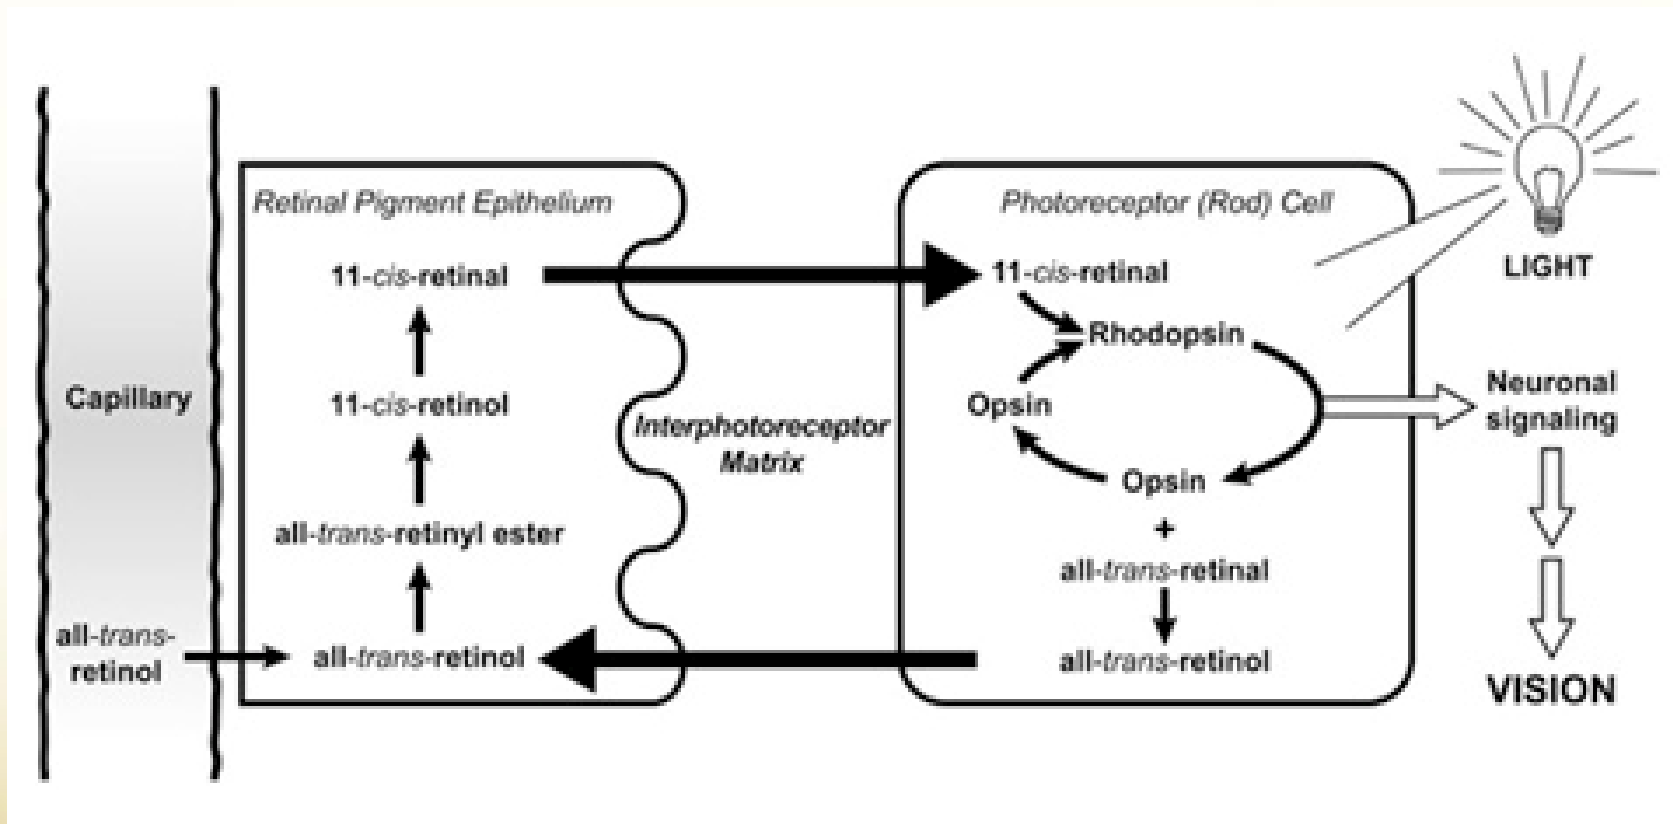 Retinal Pigment Epithelium
11-cis-retinal
11-cis-retinol
all-trans-retinyl ester
all-trans-retinol
Capillary
all-trans-
retinol
Interphotoreceptor
Matrix
Photoreceptor (Rod) Cell
11-cis-retinal
Rhodopsin
Opsin
Opsin
+
all-trans-retinal
all-trans-retinol
LIGHT
Neuronal
signaling
VISION